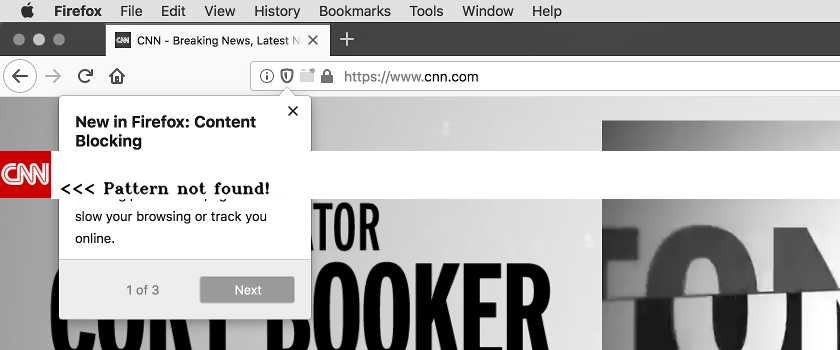 Firefox File Edit View History Bookmarks Tools Window Help
CNN CNN - Breaking News, Latest N
https://www.cnn.com
New in Firefox: Content
Blocking
CNN
<<< Pattern not found!
slow your browsing or track you
online.
1 of 3 Next
ATOR
CORY BOOKER